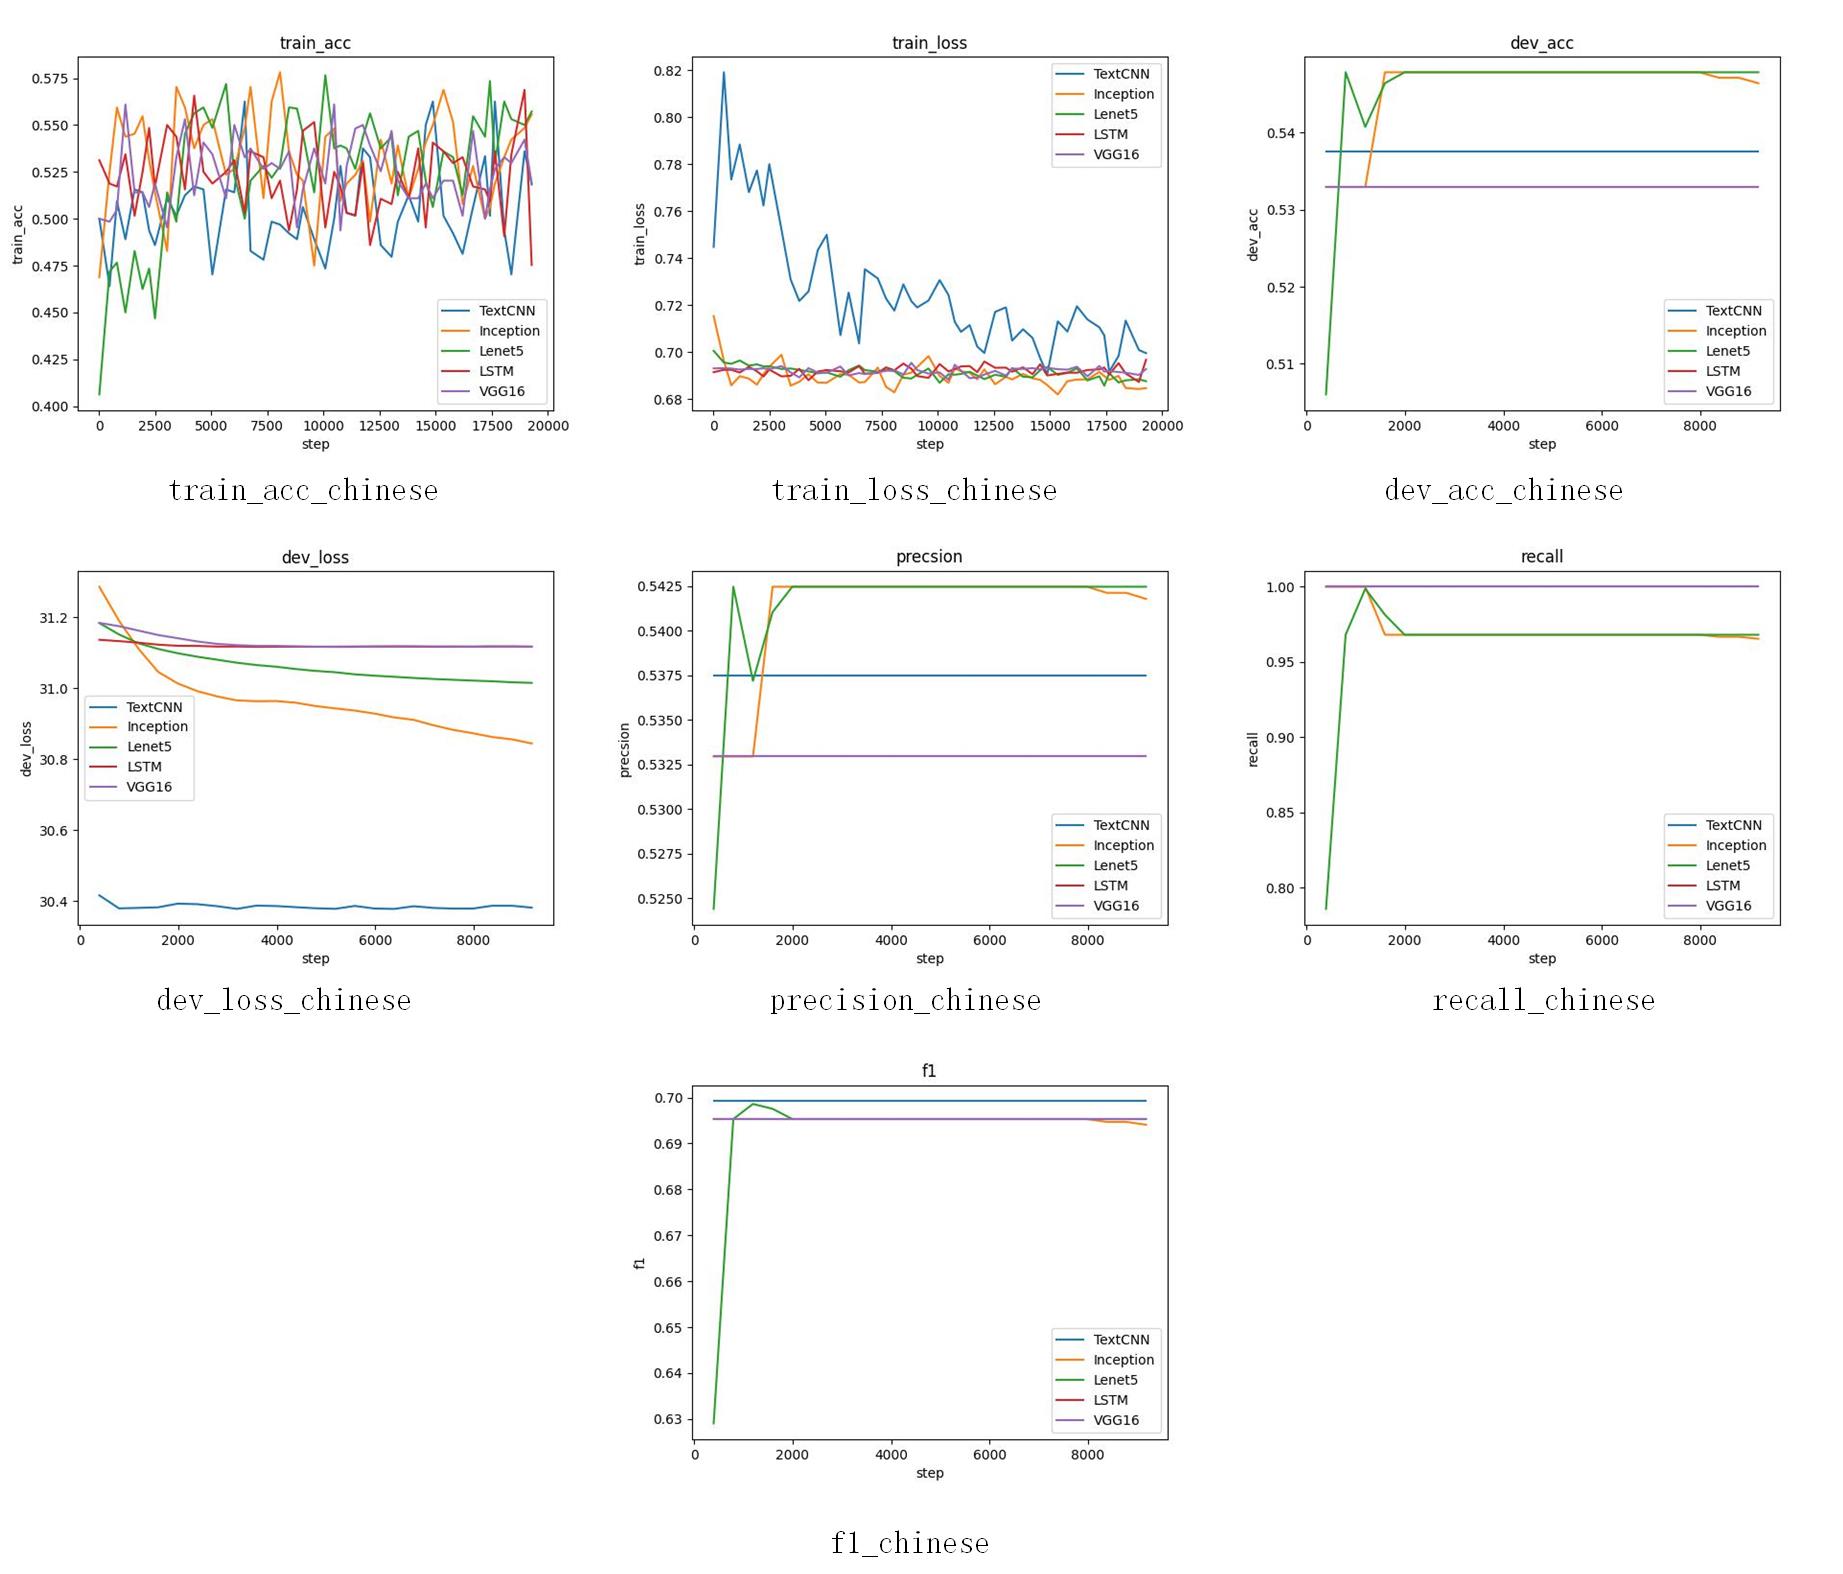 train_acc
train_acc
0.575
0.550
0.525
0.500
0.475
0.450
0.425
0.400
TextCNN
Inception
Lenet5
LSTM
VGG16
0 2500 5000 7500 10000 12500 15000 17500 20000
step
train_acc_chinese
train_loss
train_loss
0.82
0.80
0.78
0.76
0.74
0.72
0.70
0.68
TextCNN
Inception
Lenet5
LSTM
VGG16
0 2500 5000 7500 10000 12500 15000 17500 20000
step
train_loss_chinese
dev_acc
dev_acc
0.54
0.53
0.52
0.51
TextCNN
Inception
Lenet5
LSTM
VGG16
0 2000 4000 6000 8000
step
dev_acc_chinese
dev_loss
dev_loss
31.2
31.0
30.8
30.6
30.4
TextCNN
Inception
Lenet5
LSTM
VGG16
0 2000 4000 6000 8000
step
dev_loss_chinese
precsion
precsion
0.5425
0.5400
0.5375
0.5350
0.5325
0.5300
0.5275
0.5250
TextCNN
Inception
Lenet5
LSTM
VGG16
0 2000 4000 6000 8000
step
precision_chinese
recall
recall
1.00
0.95
0.90
0.85
0.80
TextCNN
Inception
Lenet5
LSTM
VGG16
0 2000 4000 6000 8000
step
recall_chinese
f1
f1
0.70
0.69
0.68
0.67
0.66
0.65
0.64
0.63
TextCNN
Inception
Lenet5
LSTM
VGG16
0 2000 4000 6000 8000
step
f1_chinese